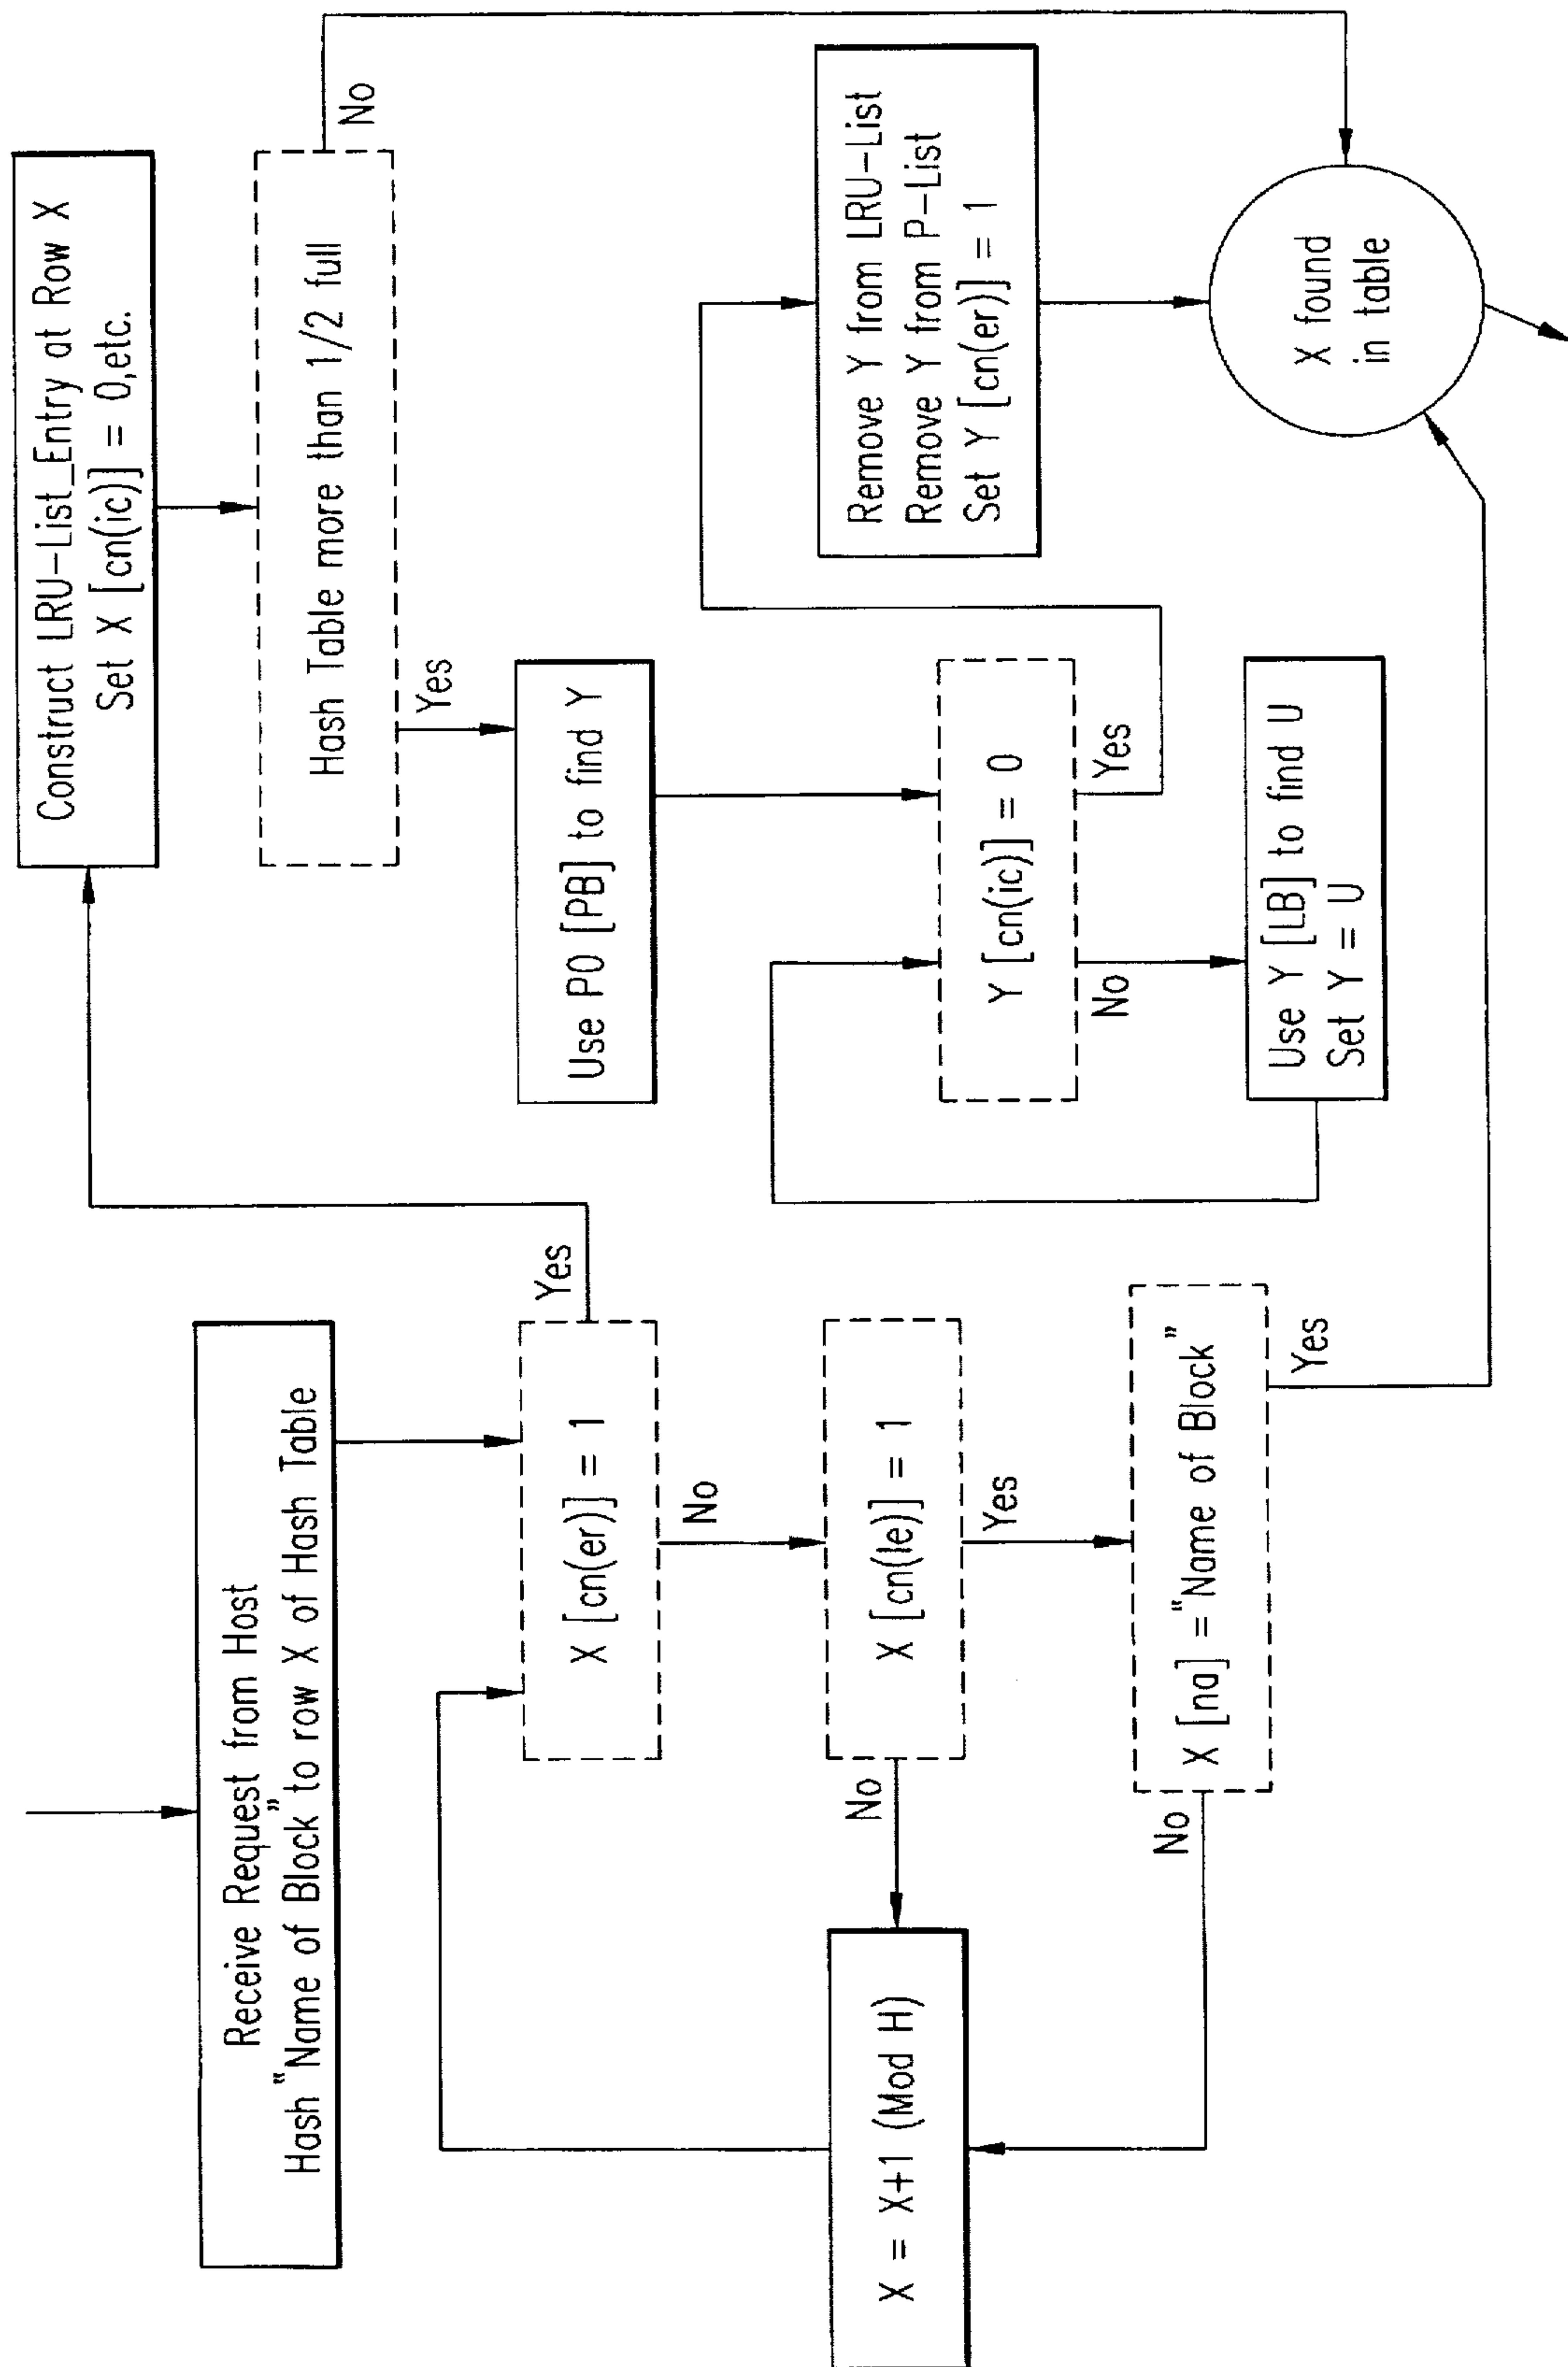 Receive Request from Host
Hash "Name of Block" to row X of Hash Table
X [cn(er)] = 1
Yes
No
X [cn(le)] = 1
No
Yes
X [na] = "Name of Block"
No
Yes
X = X+1 (Mod H)
Construct LRU-List_Entry at Row X
Set X [cn(ic)] = 0,etc.
Hash Table more than 1/2 full
No
Yes
Use P0 [PB] to find Y
Y [cn(ic)] = 0
Yes
No
Use Y [LB] to find U
Set Y = U
Remove Y from LRU-List
Remove Y from P-List
Set Y [cn(er)] = 1
X found
in table